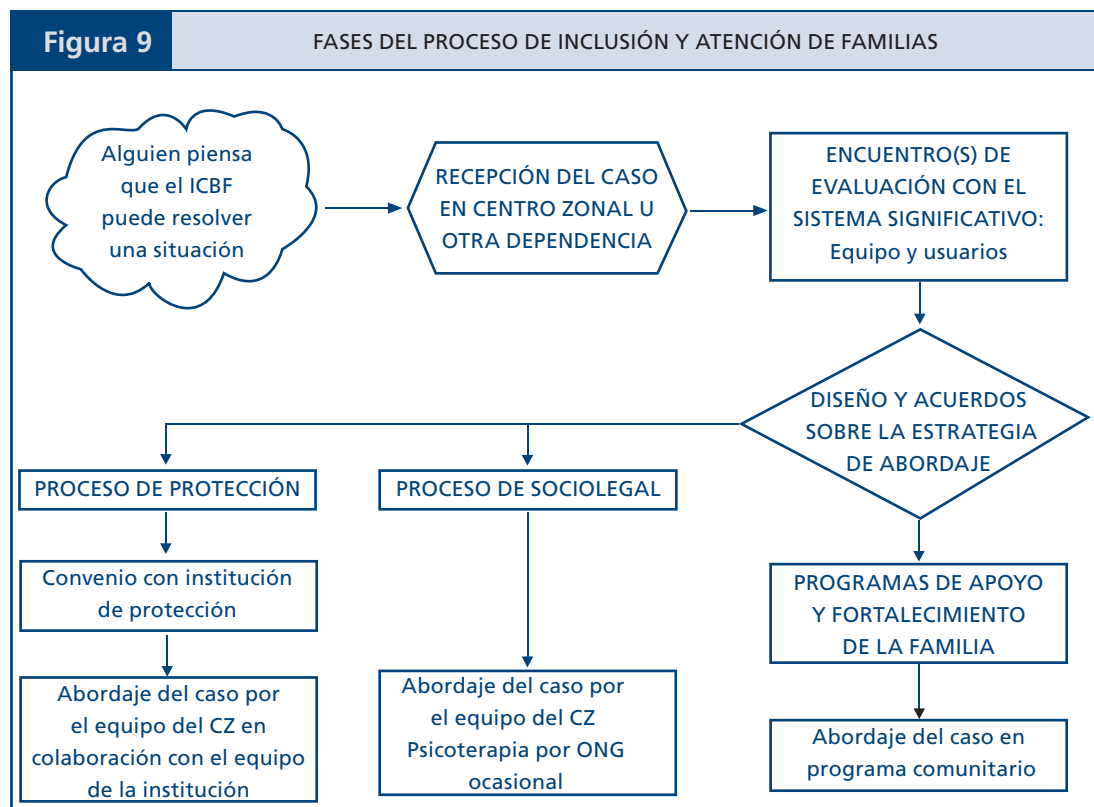 Figura 9
FASES DEL PROCESO DE INCLUSIÓN Y ATENCIÓN DE FAMILIAS
Alguien piensa
que el ICBF
puede resolver
una situación
RECEPCIÓN DEL CASO
EN CENTRO ZONAL U
OTRA DEPENDENCIA
ENCUENTRO(S) DE
EVALUACIÓN CON EL
SISTEMA SIGNIFICATIVO:
Equipo y usuarios
DISEÑO Y ACUERDOS
SOBRE LA ESTRATEGIA
DE ABORDAJE
PROCESO DE PROTECCIÓN
Convenio con institución
de protección
Abordaje del caso por
el equipo del CZ en
colaboración con el equipo
de la institución
PROCESO DE SOCIOLEGAL
Abordaje del caso por
el equipo del CZ
Psicoterapia por ONG
ocasional
PROGRAMAS DE APOYO
Y FORTALECIMIENTO
DE LA FAMILIA
Abordaje del caso en
programa comunitario